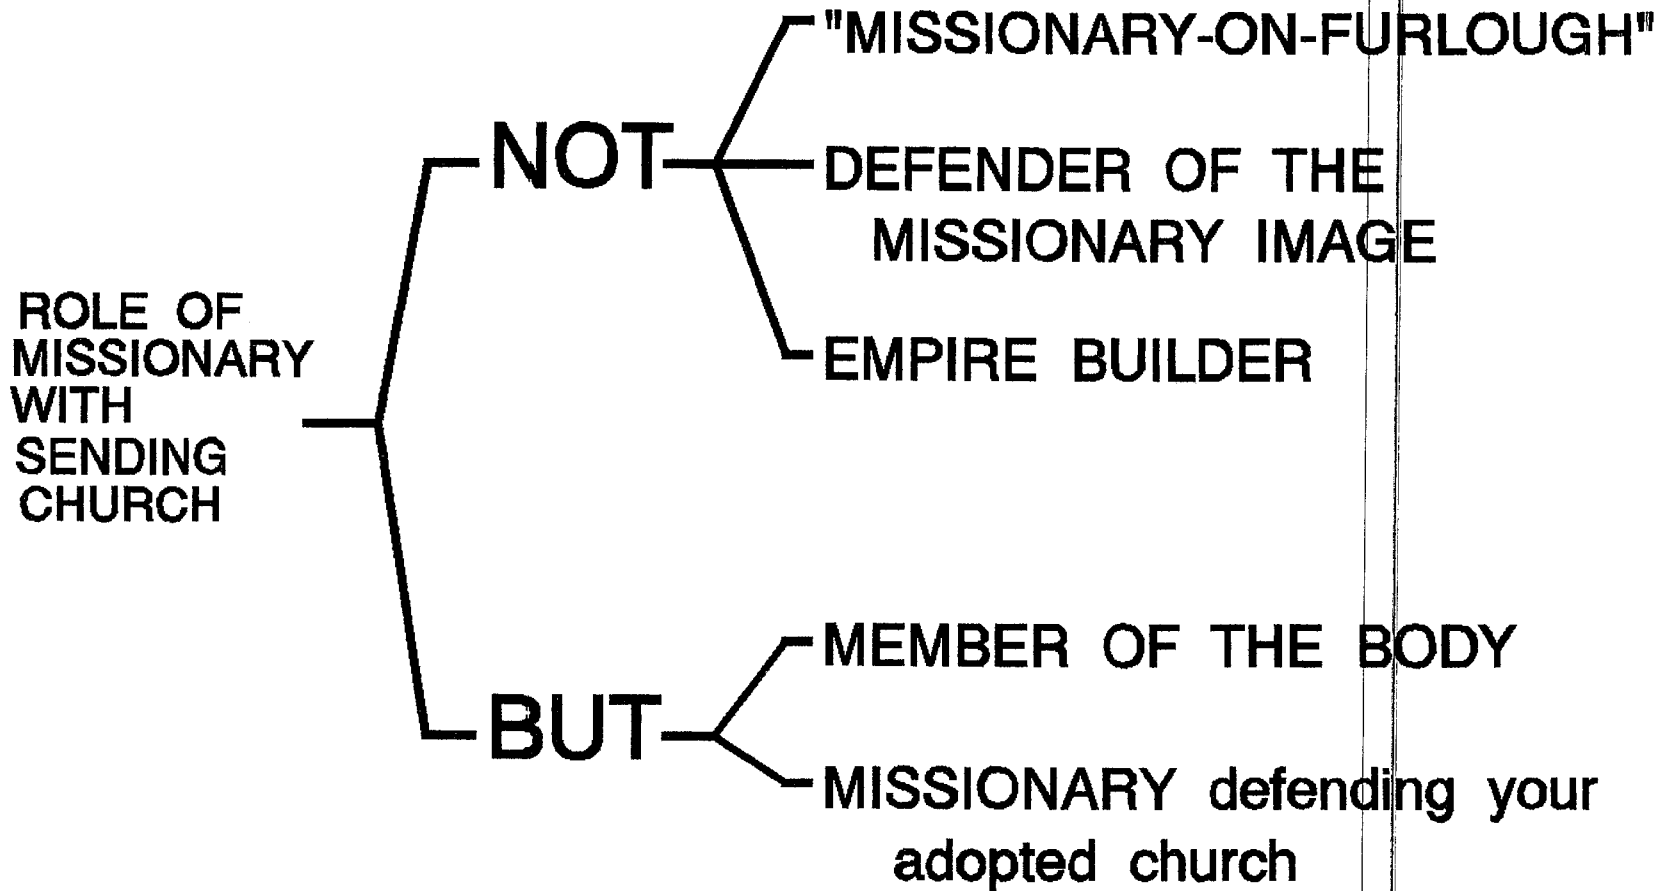 ROLE OF
MISSIONARY
WITH
SENDING
CHURCH
NOT
"MISSIONARY-ON-FURLOUGH"
DEFENDER OF THE
MISSIONARY IMAGE
EMPIRE BUILDER
BUT
MEMBER OF THE BODY
MISSIONARY defending your
adopted church